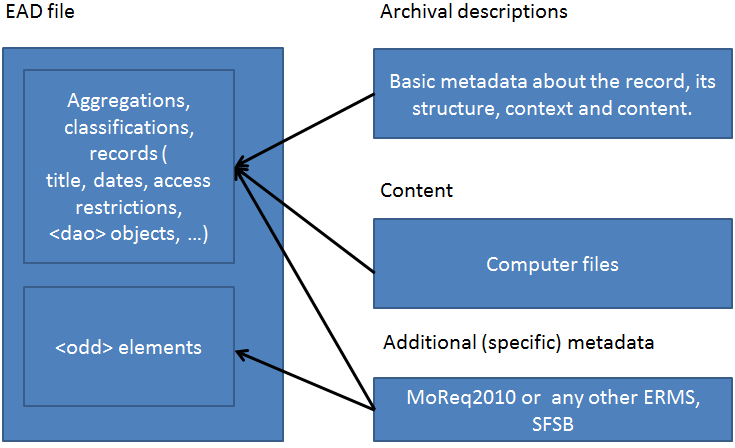 EAD file
Aggregations,
classifications,
records (
title, dates, access
restrictions,
<dao> objects, ...)
<odd> elements
Archival descriptions
Basic metadata about the record, its
structure, context and content.
Content
Computer files
Additional (specific) metadata
MoReq2010 or any other ERMS,
SFSB